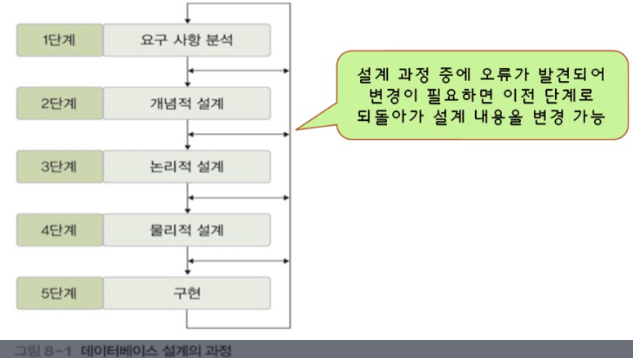 1단계 요구 사항 분석
2단계 개념적 설계
3단계 논리적 설계
4단계 물리적 설계
5단계 구현
설계 과정 중에 오류가 발견되어
변경이 필요하면 이전 단계로
되돌아가 설계 내용을 변경 가능
그림 8-1 데이터베이스 설계의 과정